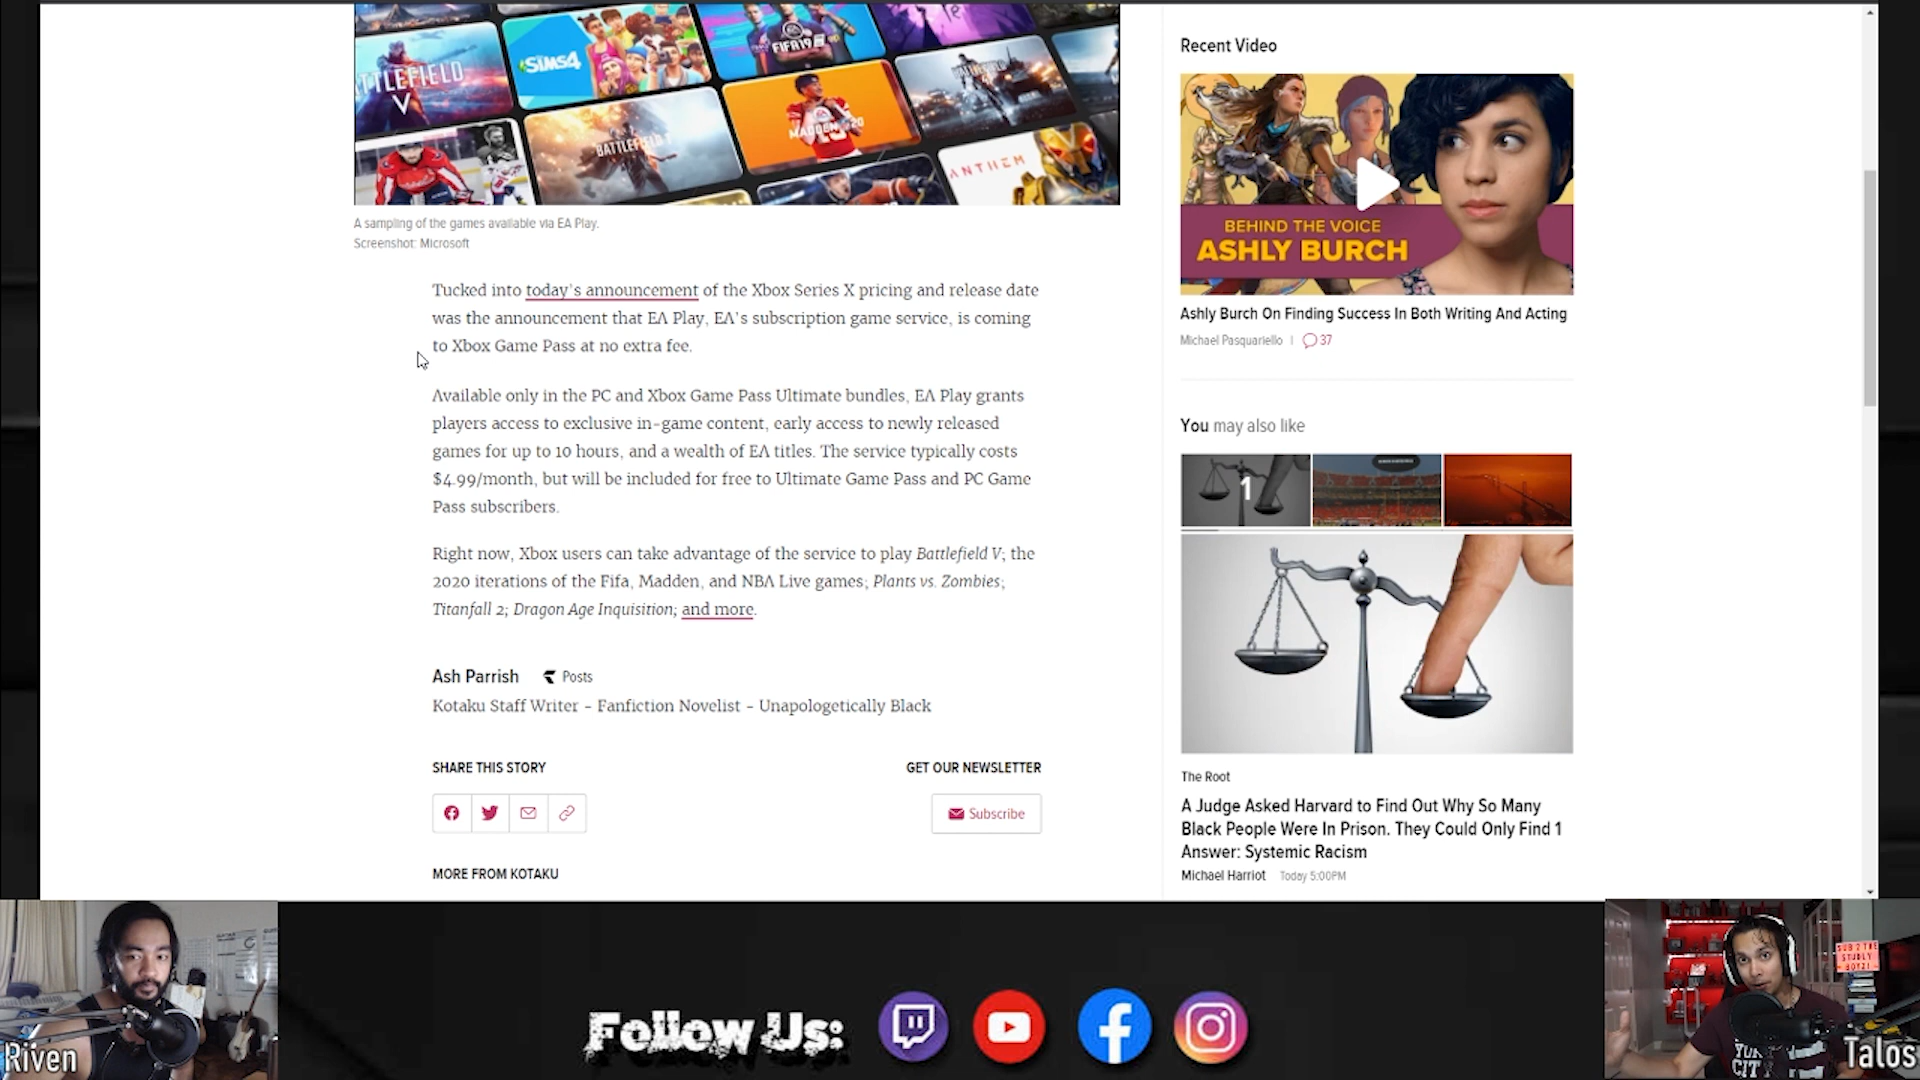 BATTLEFIELD V
SIMS4
FIFA19
BATTLEFIELD
MADDEN 20
ANTHEM
A sampling of the games available via EA Play.
Screenshot: Microsoft
Tucked into today's announcement of the Xbox Series X pricing and release date
was the announcement that EA Play, EA's subscription game service, is coming
to Xbox Game Pass at no extra fee.
Available only in the PC and Xbox Game Pass Ultimate bundles, EA Play grants
players access to exclusive in-game content, early access to newly released
games for up to 10 hours, and a wealth of EA titles. The service typically costs
$4.99/month, but will be included for free to Ultimate Game Pass and PC Game
Pass subscribers.
Right now, Xbox users can take advantage of the service to play Battlefield V; the
2020 iterations of the Fifa, Madden, and NBA Live games; Plants vs. Zombies;
Titanfall 2; Dragon Age Inquisition; and more.
Ash Parrish Posts
Kotaku Staff Writer - Fanfiction Novelist - Unapologetically Black
SHARE THIS STORY
GET OUR NEWSLETTER
Subscribe
MORE FROM KOTAKU
Recent Video
BEHIND THE VOICE
ASHLY BURCH
Ashly Burch On Finding Success In Both Writing And Acting
Michael Pasquariello | 37
You may also like
1
The Root
A Judge Asked Harvard to Find Out Why So Many
Black People Were In Prison. They Could Only Find 1
Answer: Systemic Racism
Michael Harriot Today 5:00PM
Riven
Follow Us:
SUB 2 THE
STUDLY
BOYZ!
Talos